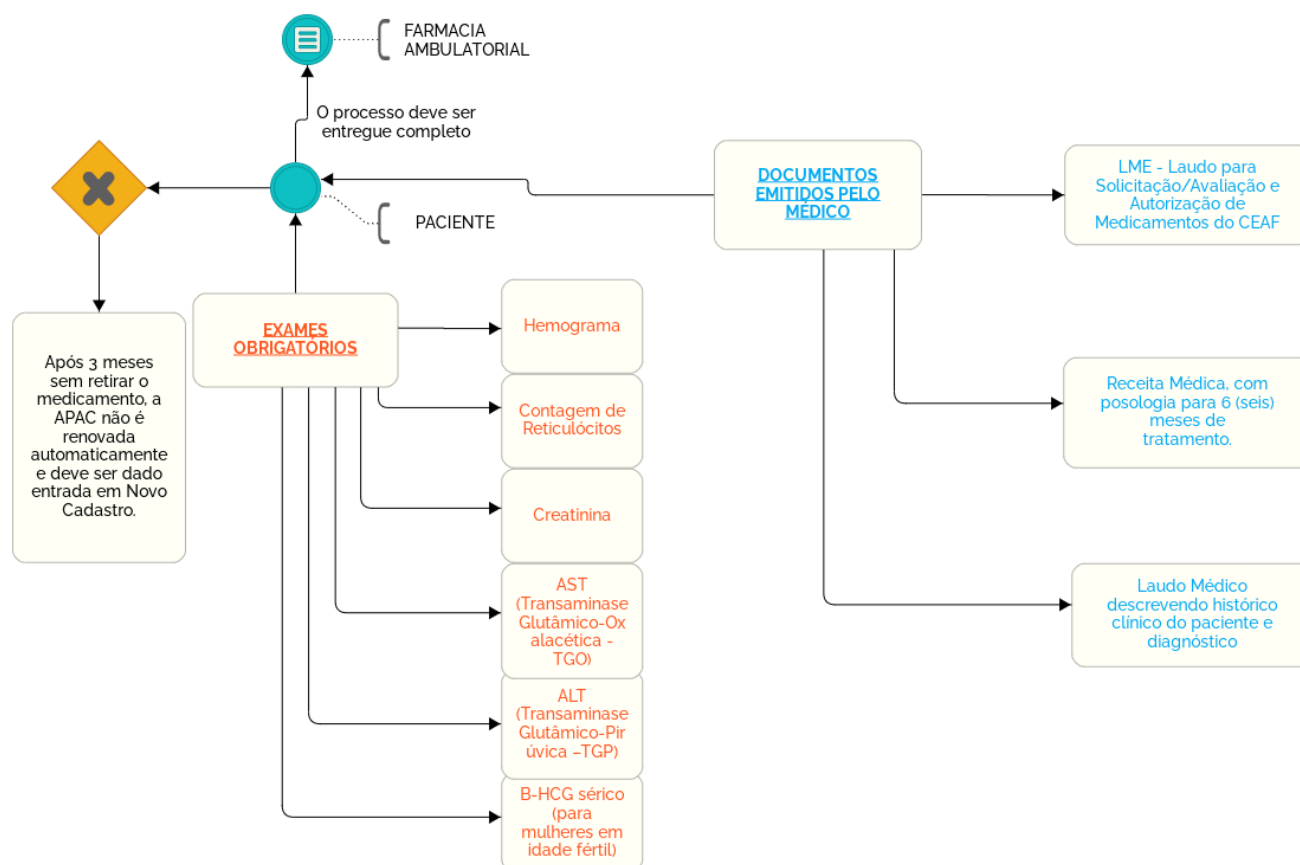 FARMACIA
AMBULATORIAL
O processo deve ser
entregue completo
PACIENTE
DOCUMENTOS
EMITIDOS PELO
MÉDICO
LME - Laudo para
Solicitação/Avaliação e
Autorização de
Medicamentos do CEAF
Receita Médica, com
posologia para 6 (seis)
meses de
tratamento.
Laudo Médico
descrevendo histórico
clínico do paciente e
diagnóstico
EXAMES
OBRIGATÓRIOS
Hemograma
Contagem de
Reticulócitos
Creatinina
AST
(Transaminase
Glutâmico-Ox
alacética -
TGO)
ALT
(Transaminase
Glutâmico-Pir
úvica –TGP)
B-HCG sérico
(para
mulheres em
idade fértil)
Após 3 meses
sem retirar o
medicamento, a
APAC não é
renovada
automaticamente
e deve ser dado
entrada em Novo
Cadastro.